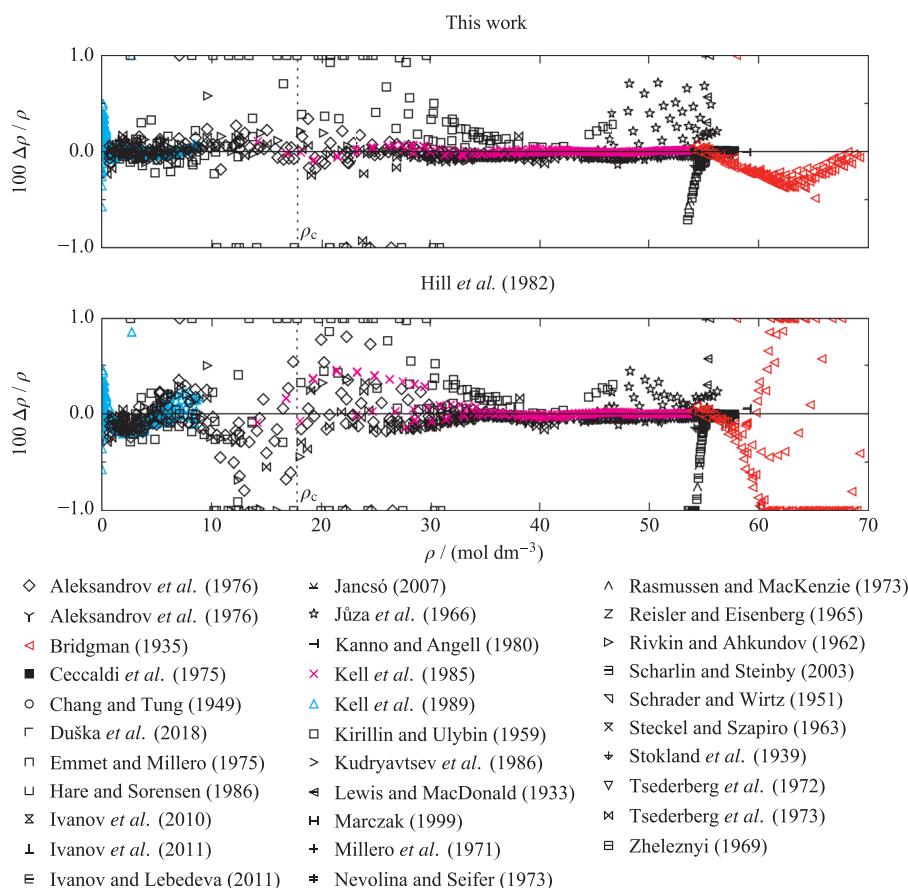 This work
1.0
0.0
−1.0
100 Δρ / ρ
ρc
Hill et al. (1982)
1.0
0.0
−1.0
100 Δρ / ρ
ρc
0 10 20 30 40 50 60 70
ρ / (mol dm−3)
Aleksandrov et al. (1976)
Aleksandrov (1976)
Bridgman (1935)
Ceccaldi et al. (1975)
Chang and Tung (1949)
Duška et al. (2018)
Emmet and Millero (1975)
Hare and Sorensen (1986)
Ivanov et al. (2010)
Ivanov et al. (2011)
Ivanov and Lebedeva (2011)
Jancsó (2007)
Jůza et al. (1966)
Kanno and Angell (1980)
Kell et al. (1985)
Kell et al. (1989)
Kirillin and Ulybin (1959)
Kudryavtsev et al. (1986)
Lewis and MacDonald (1933)
Marczak (1999)
Millero et al. (1971)
Nevolina and Seifer (1973)
Rasmussen and MacKenzie (1973)
Reisler and Eisenberg (1965)
Rivkin and Ahkundov (1962)
Scharlin and Steinby (2003)
Schrader and Wirtz (1951)
Steckel and Szapiro (1963)
Stokland et al. (1939)
Tsederberg et al. (1972)
Tsederberg et al. (1973)
Zheleznyi (1969)